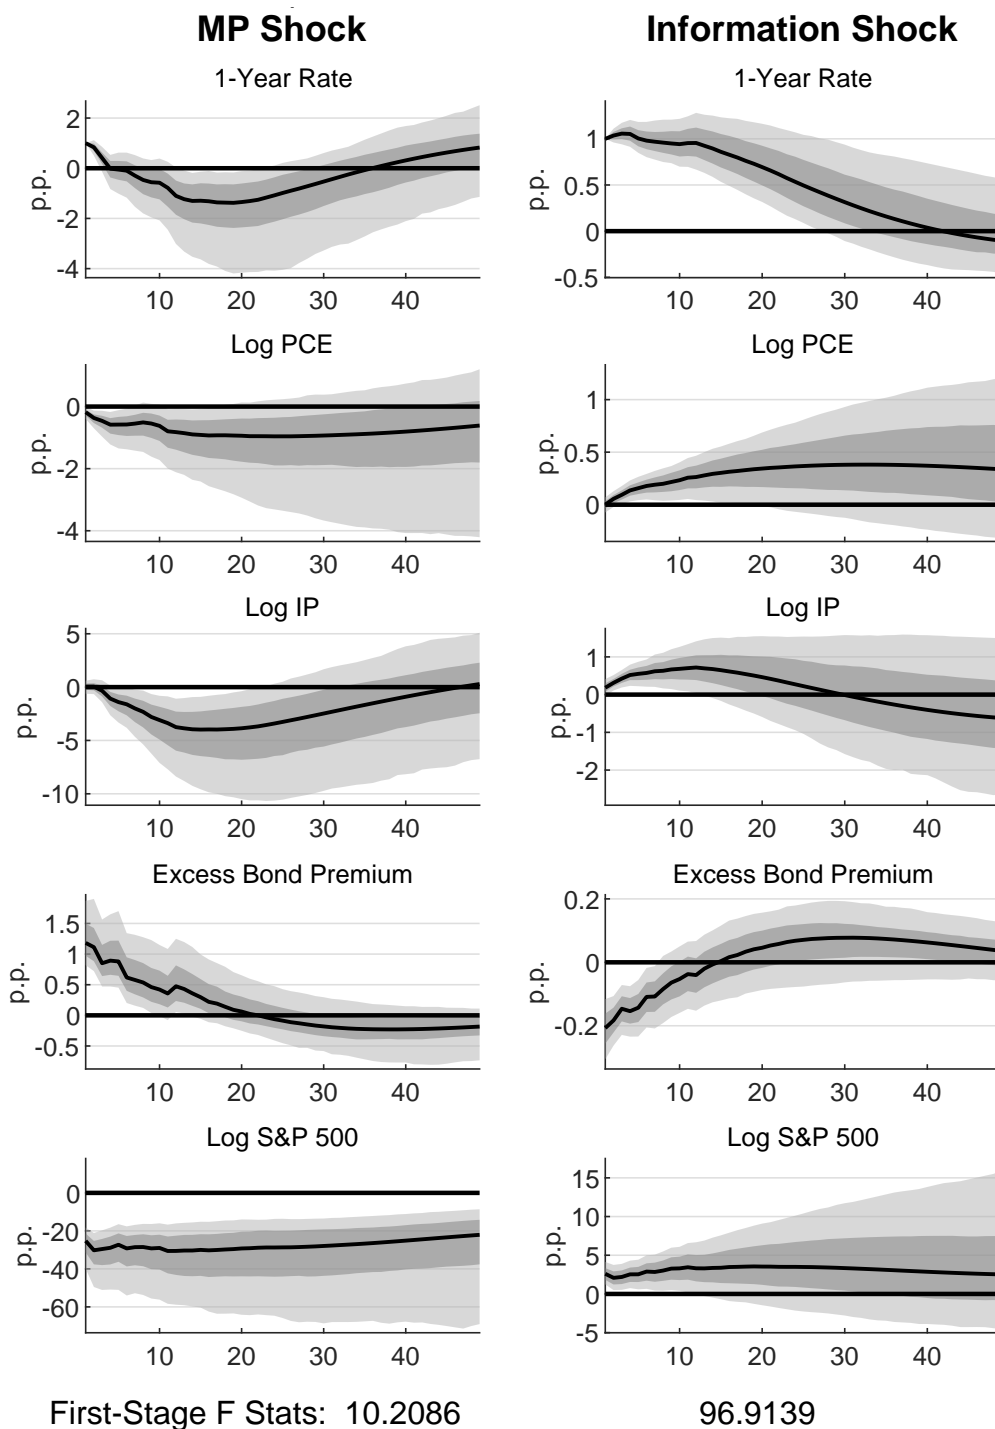 MP Shock
Information Shock
1-Year Rate
1-Year Rate
p.p.
2
0
-2
-4
10 20 30 40
p.p.
1
0.5
0
-0.5
10 20 30 40
Log PCE
Log PCE
p.p.
0
-2
-4
10 20 30 40
p.p.
1
0.5
0
10 20 30 40
Log IP
Log IP
p.p.
5
0
-5
-10
10 20 30 40
p.p.
1
0
-1
-2
10 20 30 40
Excess Bond Premium
Excess Bond Premium
p.p.
1.5
1
0.5
0
-0.5
10 20 30 40
p.p.
0.2
0
-0.2
10 20 30 40
Log S&P 500
Log S&P 500
p.p.
0
-20
-40
-60
10 20 30 40
p.p.
15
10
5
0
-5
10 20 30 40
First-Stage F Stats: 10.2086 96.9139